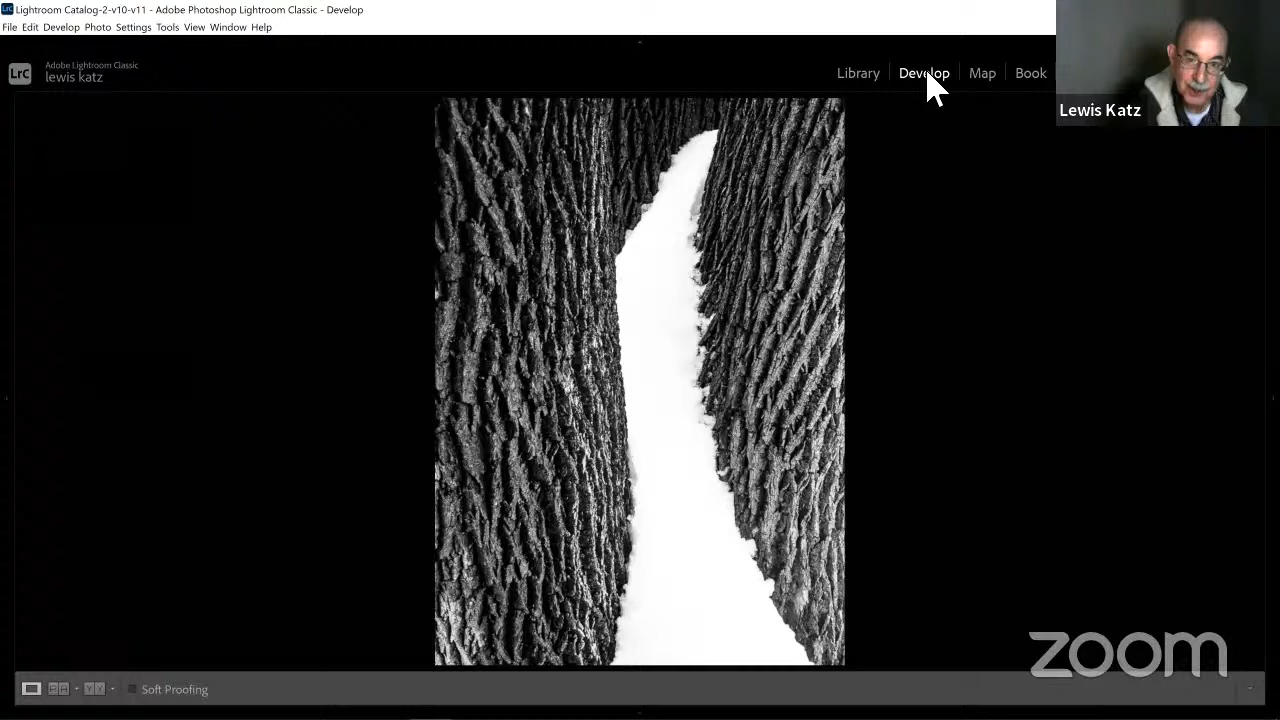 Lightroom Catalog-2-v10-v11 - Adobe Photoshop Lightroom Classic - Develop
File Edit Develop Photo Settings Tools View Window Help
LrC
Adobe Lightroom Classic
lewis katz
Library
Develop
Map
Book
Lewis Katz
zoom
Soft Proofing